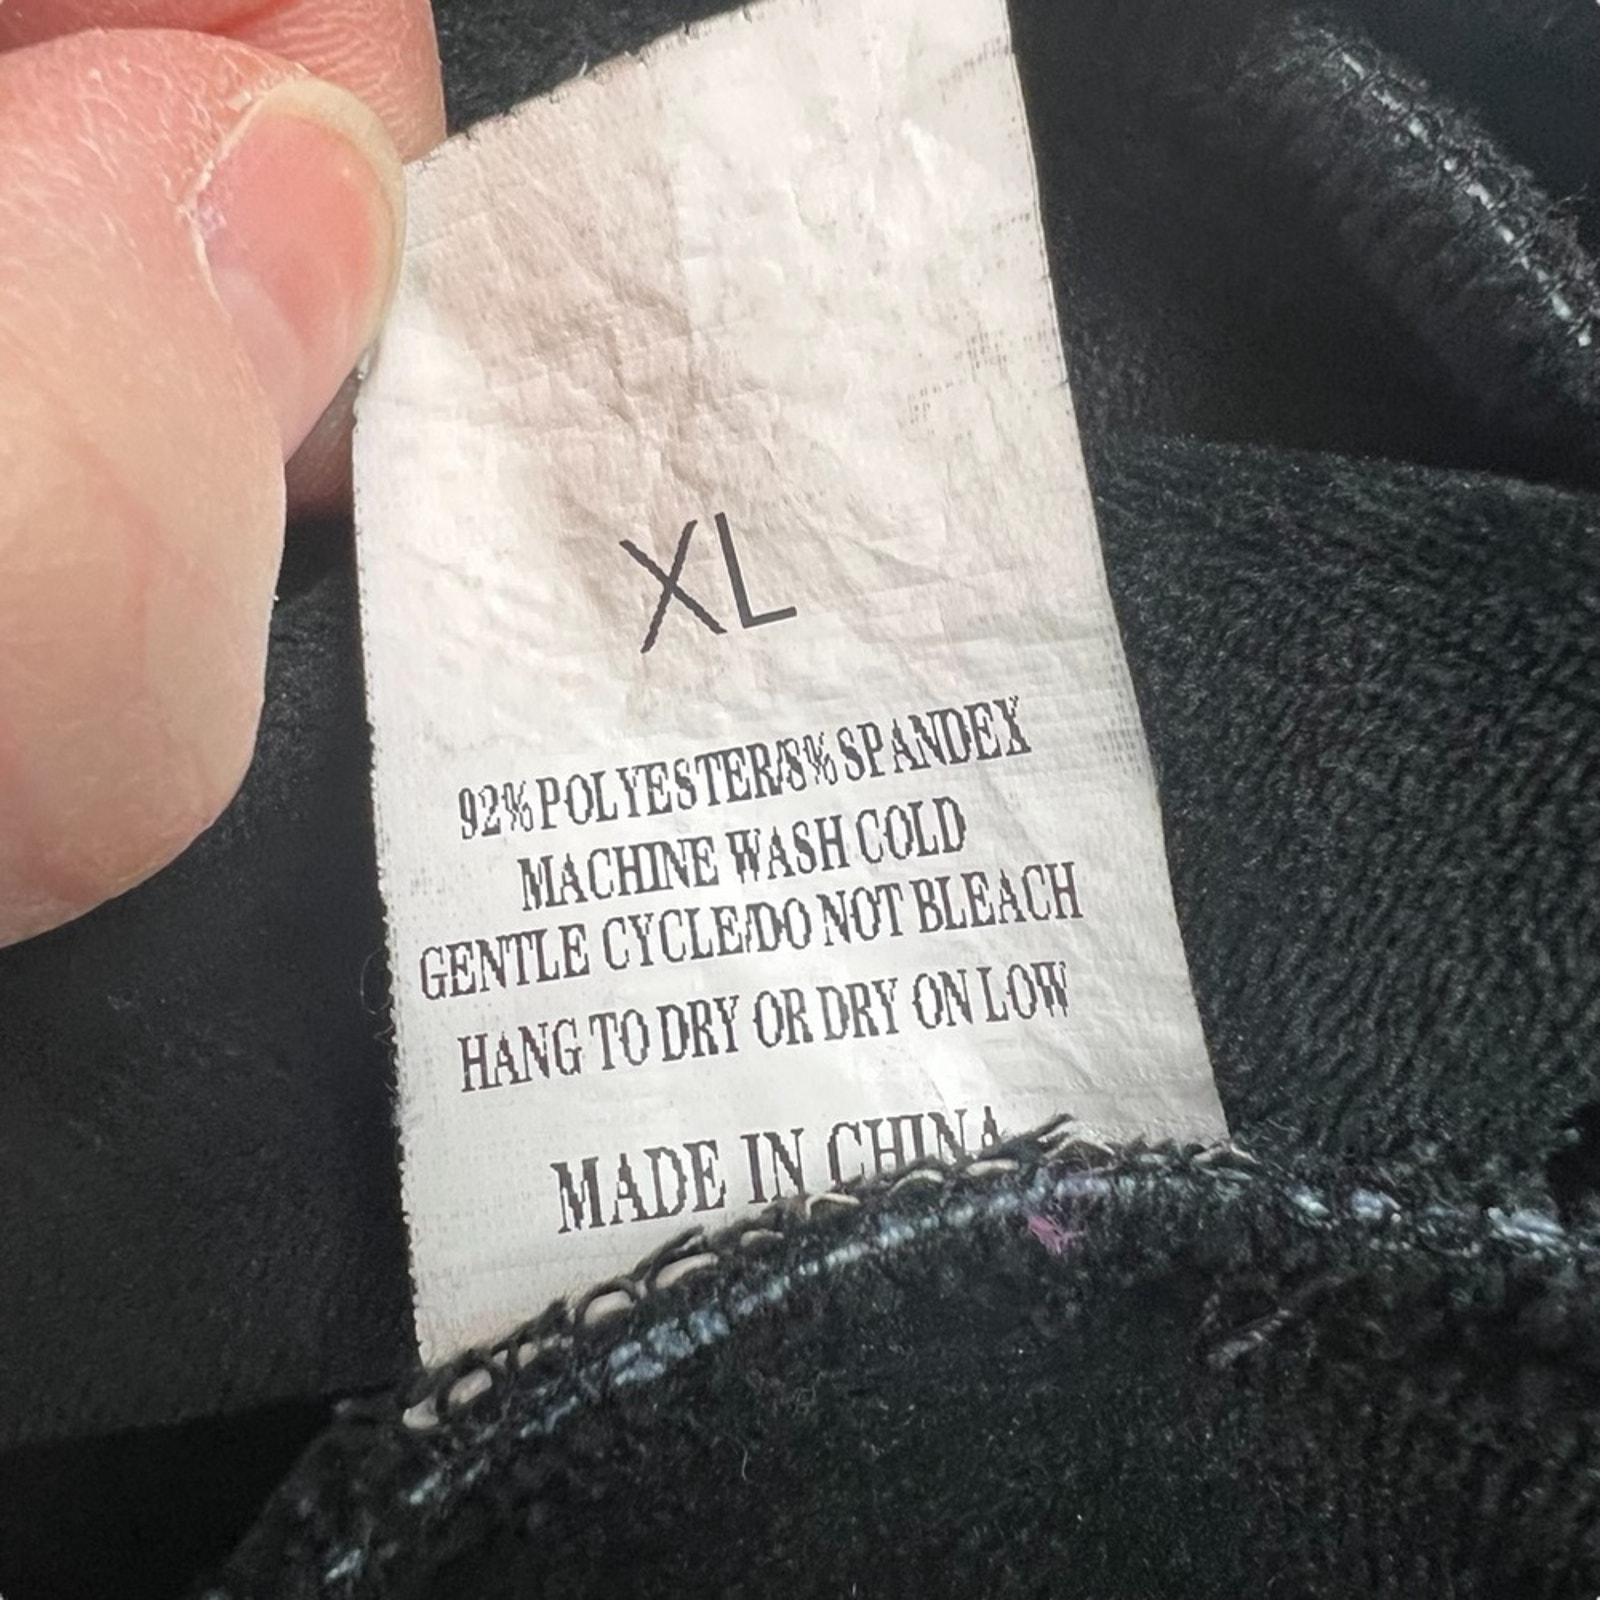 XL
92% POLYESTER/8% SPANDEX
MACHINE WASH COLD
GENTLE CYCLE/DO NOT BLEACH
HANG TO DRY OR DRY ON LOW
MADE IN CHINA